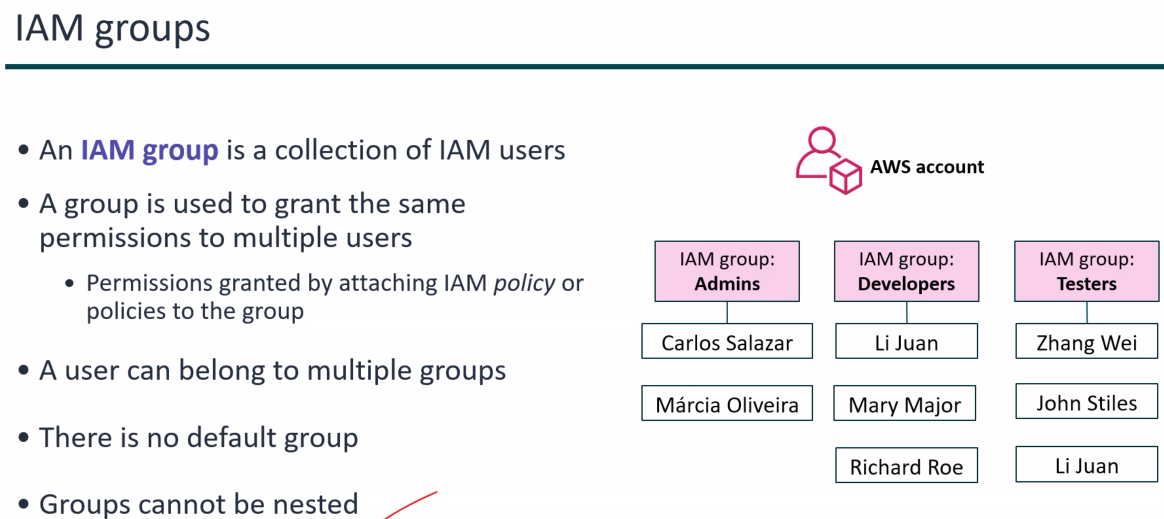 IAM groups
• An IAM group is a collection of IAM users
• A group is used to grant the same
permissions to multiple users
• Permissions granted by attaching IAM policy or
policies to the group
• A user can belong to multiple groups
• There is no default group
• Groups cannot be nested
AWS account
IAM group:
Admins
Carlos Salazar
Márcia Oliveira
IAM group:
Developers
Li Juan
Mary Major
Richard Roe
IAM group:
Testers
Zhang Wei
John Stiles
Li Juan